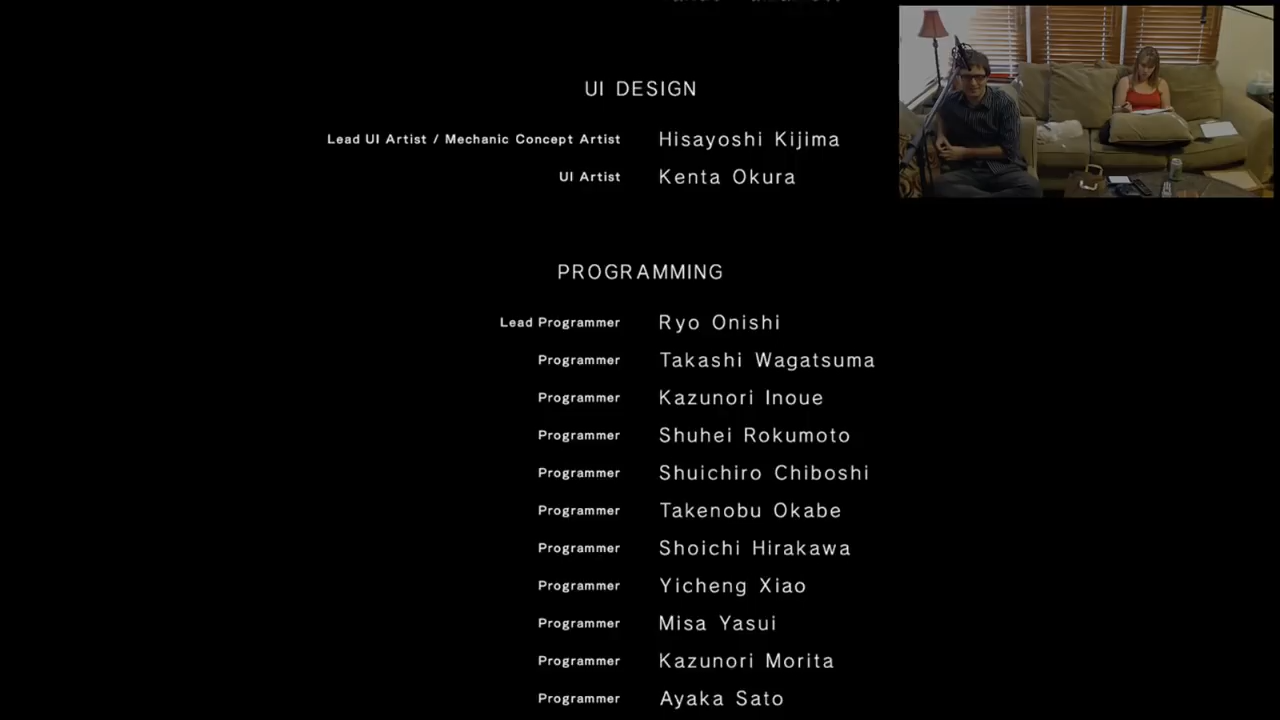 UI DESIGN
Lead UI Artist / Mechanic Concept Artist Hisayoshi Kijima
UI Artist Kenta Okura
PROGRAMMING
Lead Programmer Ryo Onishi
Programmer Takashi Wagatsuma
Programmer Kazunori Inoue
Programmer Shuhei Rokumoto
Programmer Shuichiro Chiboshi
Programmer Takenobu Okabe
Programmer Shoichi Hirakawa
Programmer Yicheng Xiao
Programmer Misa Yasui
Programmer Kazunori Morita
Programmer Ayaka Sato